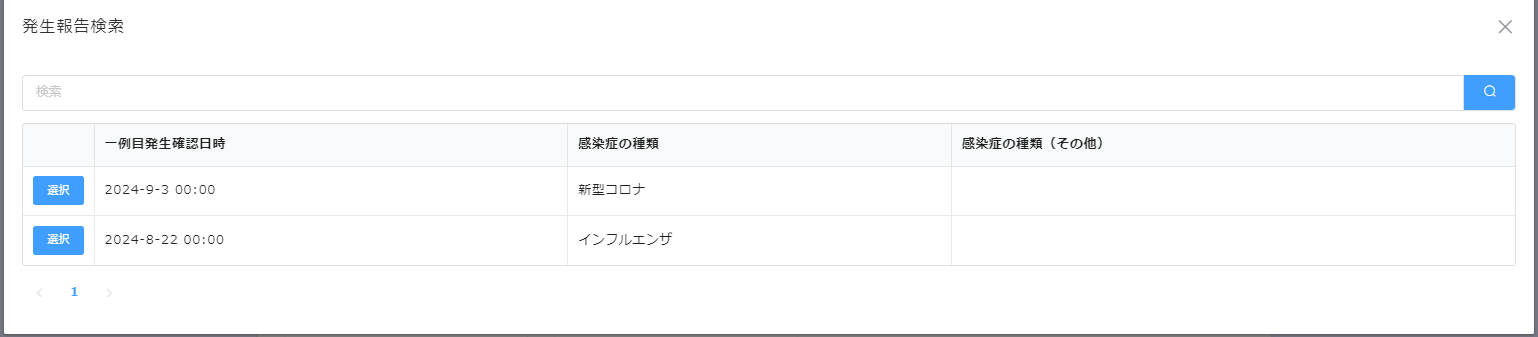 発生報告検索
検索
一例目発生確認日時 感染症の種類 感染症の種類（その他）
選択 2024-9-3 00:00 新型コロナ
選択 2024-8-22 00:00 インフルエンザ
1